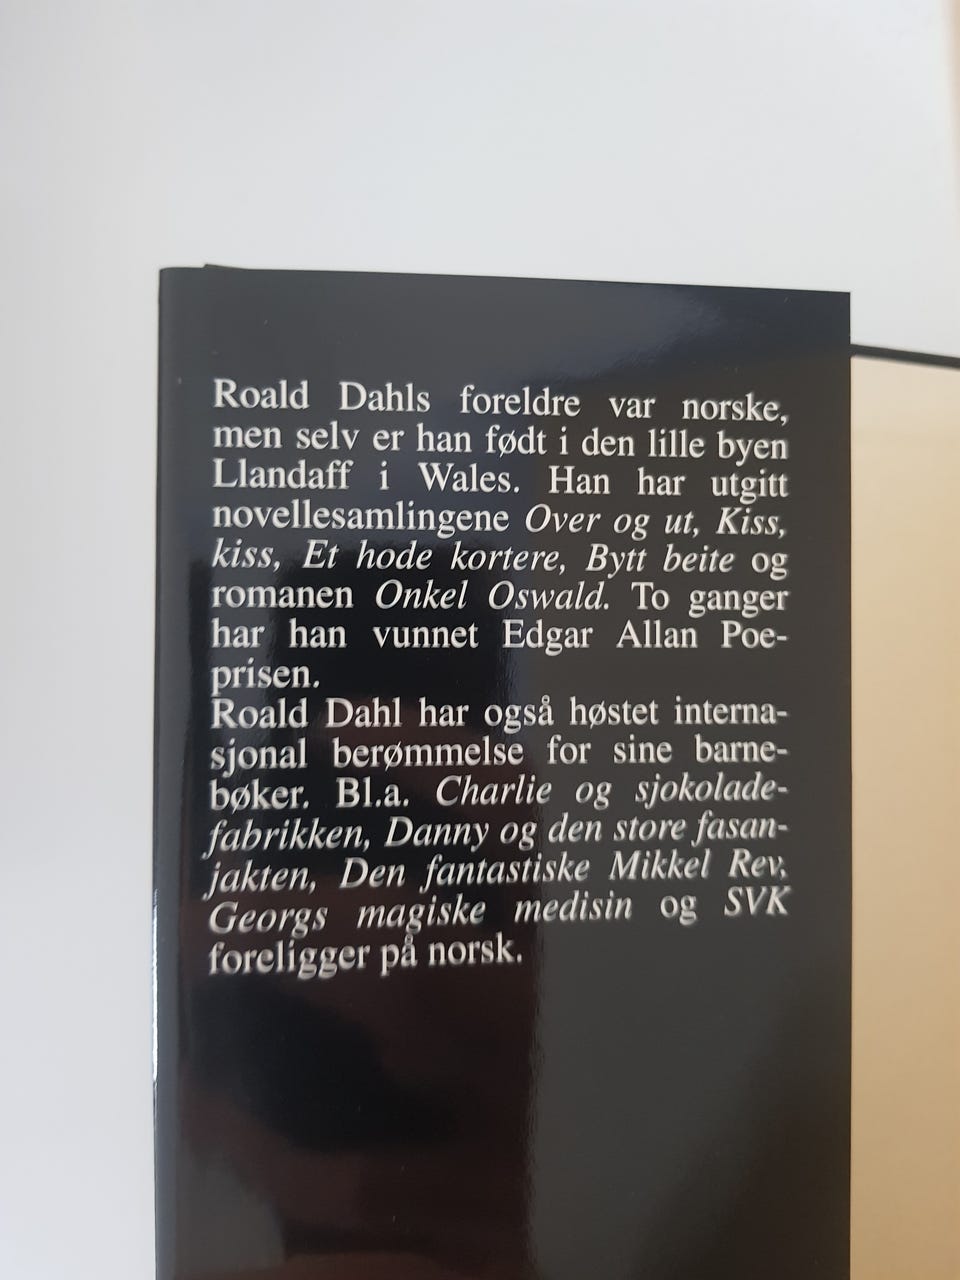 Roald Dahls foreldre var norske,
men selv er han født i den lille byen
Llandaff i Wales. Han har utgitt
novellesamlingene Over og ut, Kiss,
kiss, Et hode kortere, Bytt beite og
romanen Onkel Oswald. To ganger
har han vunnet Edgar Allan Poe-
prisen.
Roald Dahl har også høstet interna-
sjonal berømmelse for sine barne-
bøker. Bl.a. Charlie og sjokolade-
fabrikken, Danny og den store fasan-
jakten, Den fantastiske Mikkel Rev,
Georgs magiske medisin og SVK
foreligger på norsk.